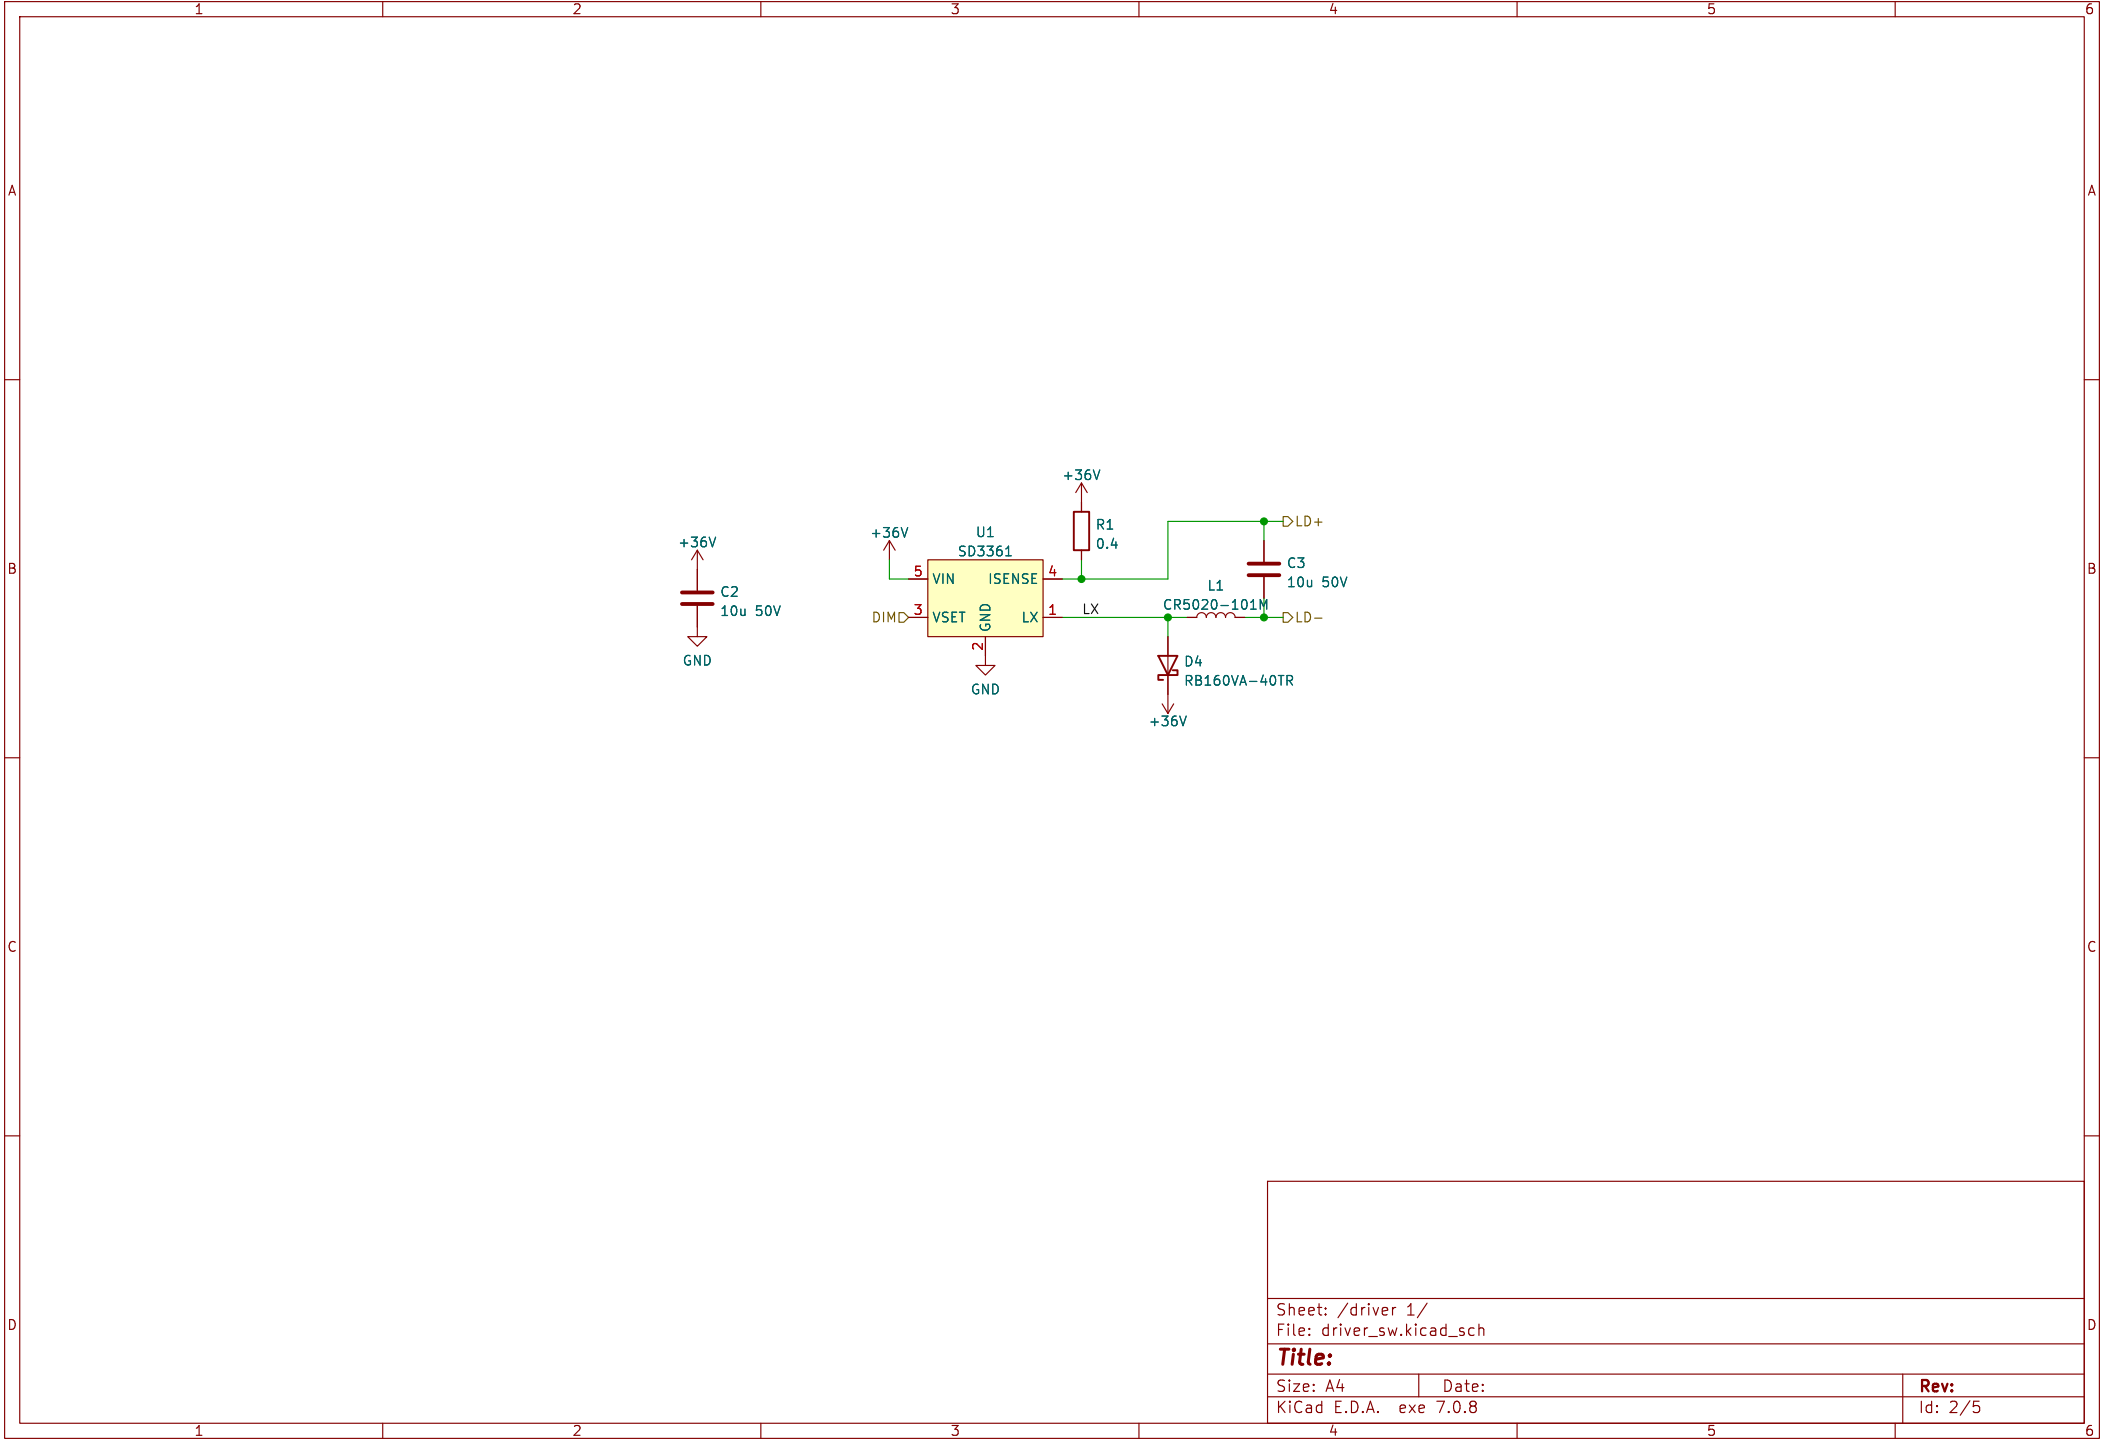 1 2 3 4 5 6
A A
+36V
R1
0.4
LD+
+36V
U1
SD3361
+36V
C2
10u 50V
GND
5 VIN ISENSE 4
DIM 3 VSET GND LX 1
2
GND
LX
L1
CR5020-101M
C3
10u 50V
LD-
D4
RB160VA-40TR
+36V
B B
C C
D D
Sheet: /driver 1/
File: driver_sw.kicad_sch
Title:
Size: A4 Date: Rev:
KiCad E.D.A. exe 7.0.8 Id: 2/5
1 2 3 4 5 6